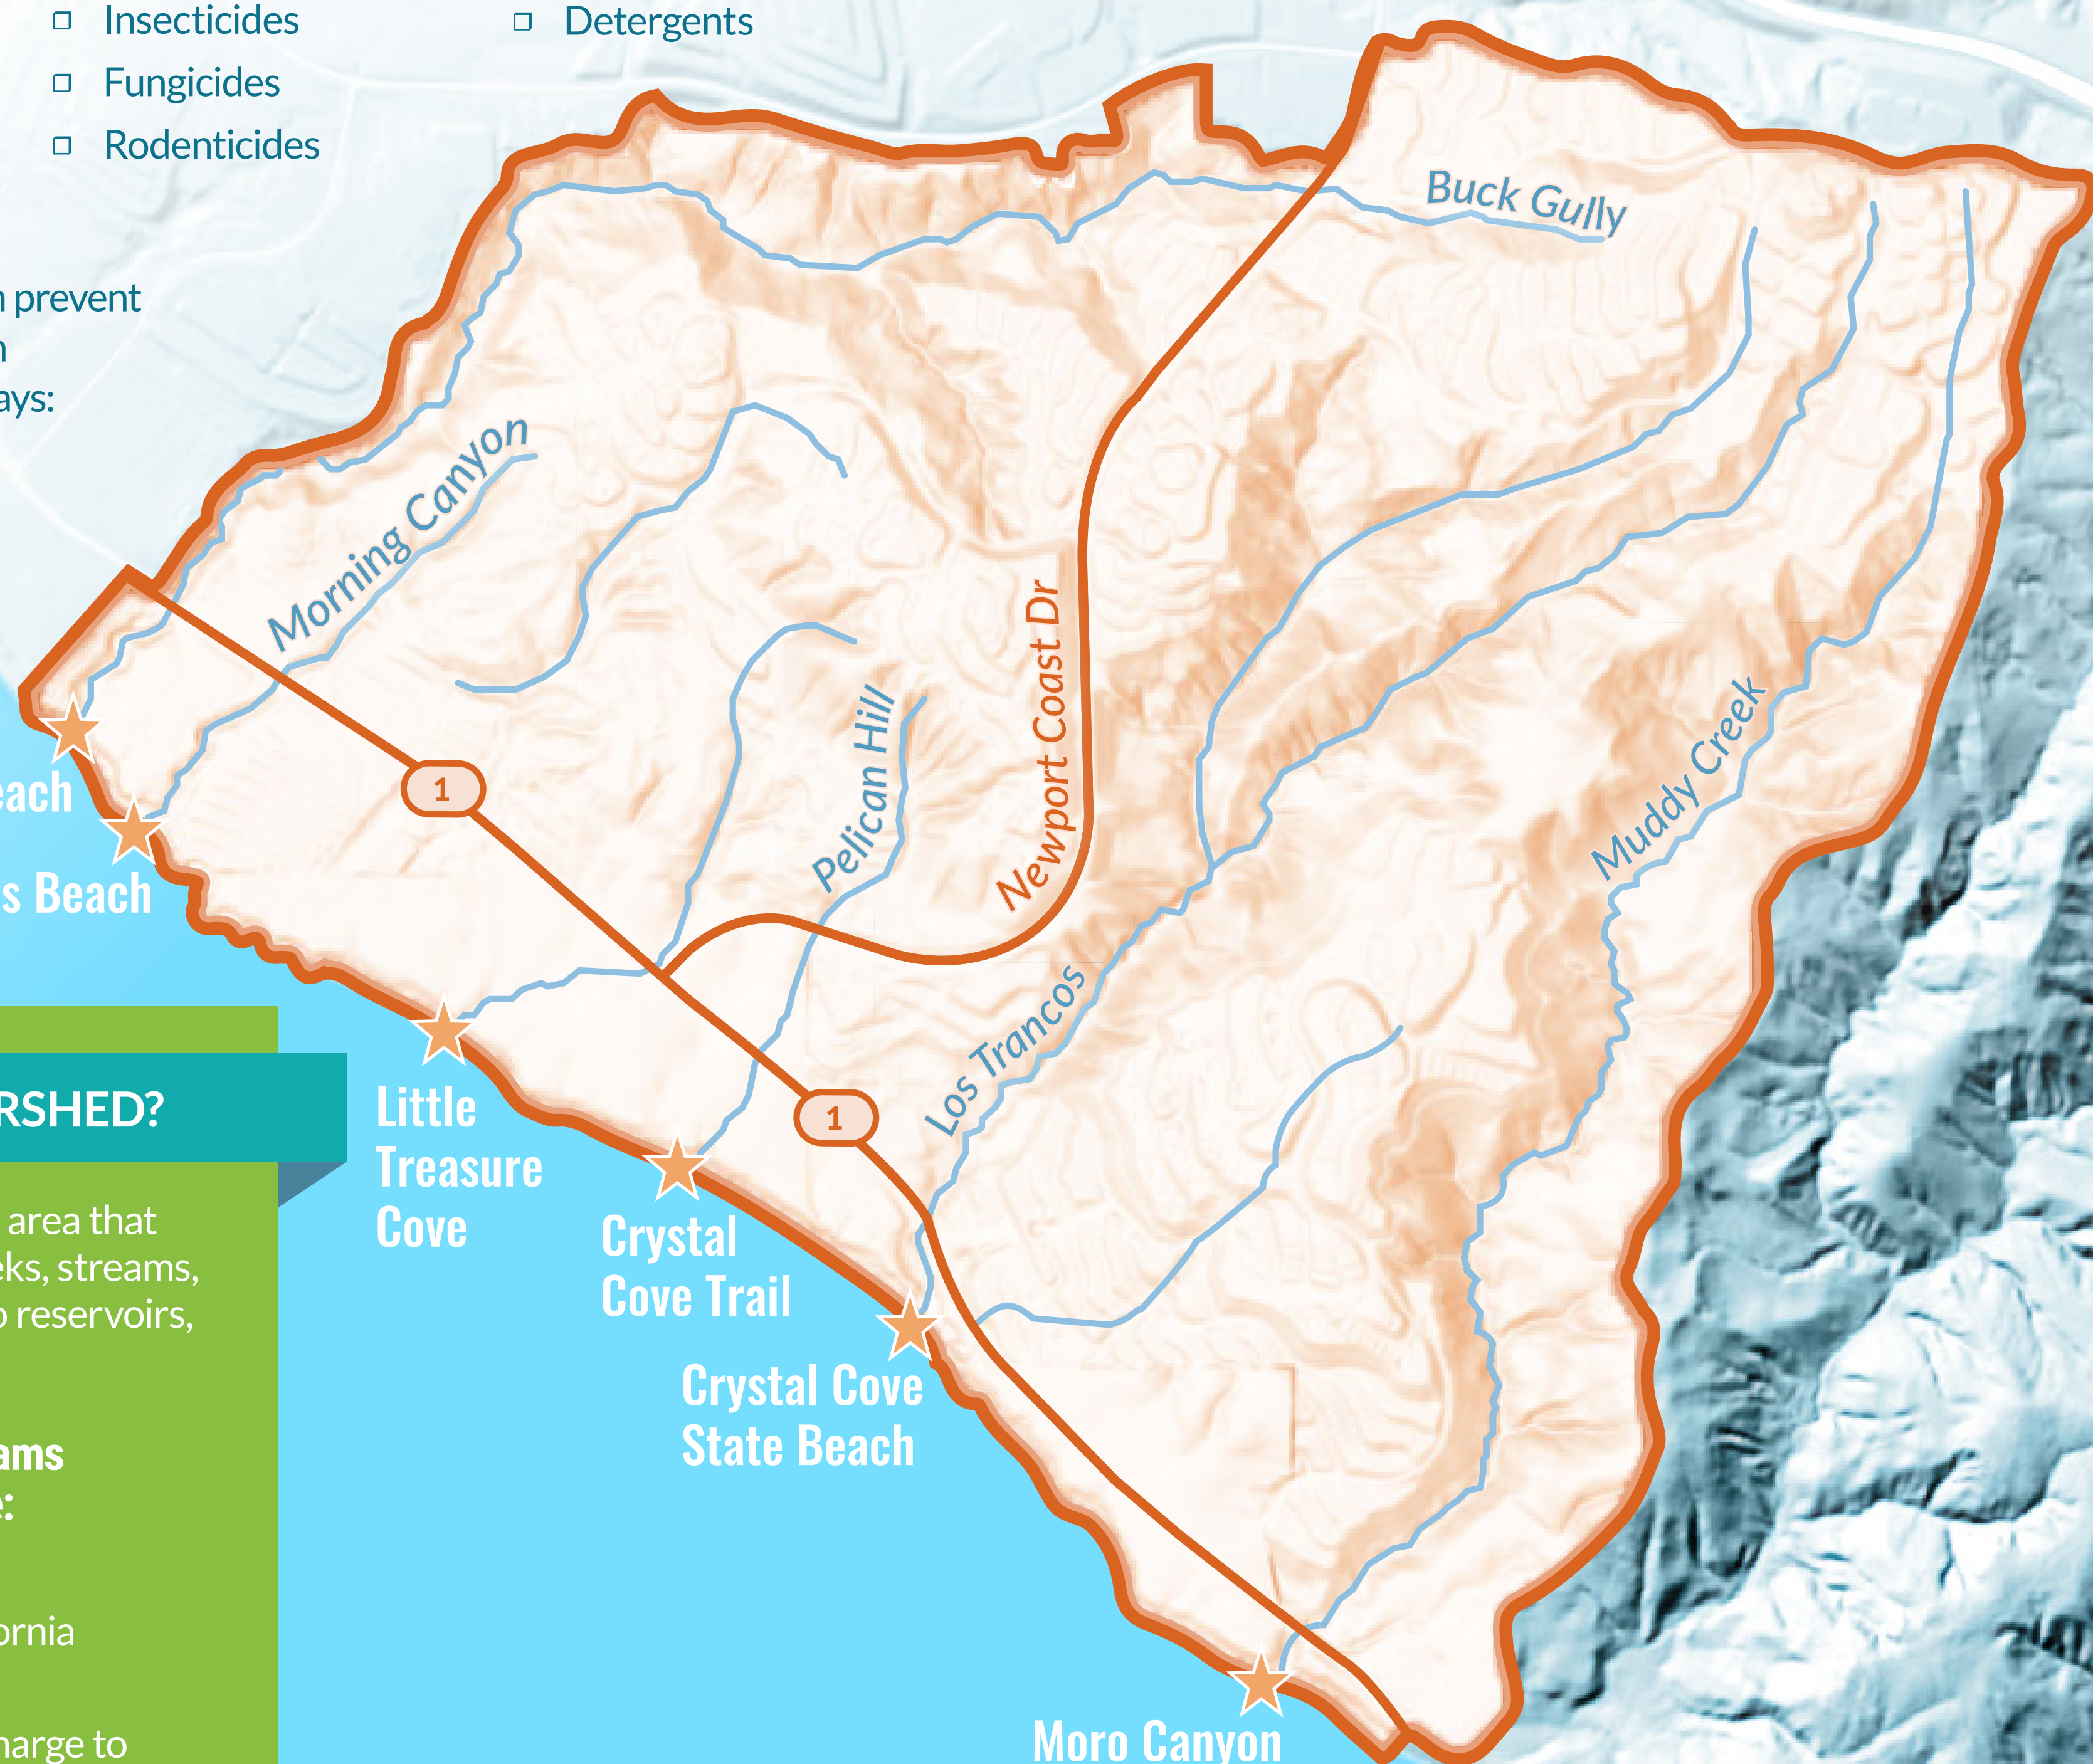 Insecticides
Fungicides
Rodenticides
Detergents
prevent
ays:
Buck Gully
Morning Canyon
Pelican Hill
Newport Coast Dr
Los Trancos
Muddy Creek
1
1
each
s Beach
Little
Treasure
Cove
Crystal
Cove Trail
Crystal Cove
State Beach
Moro Canyon
RSHED?
area that
eks, streams,
o reservoirs,
ams
e:
ornia
harge to